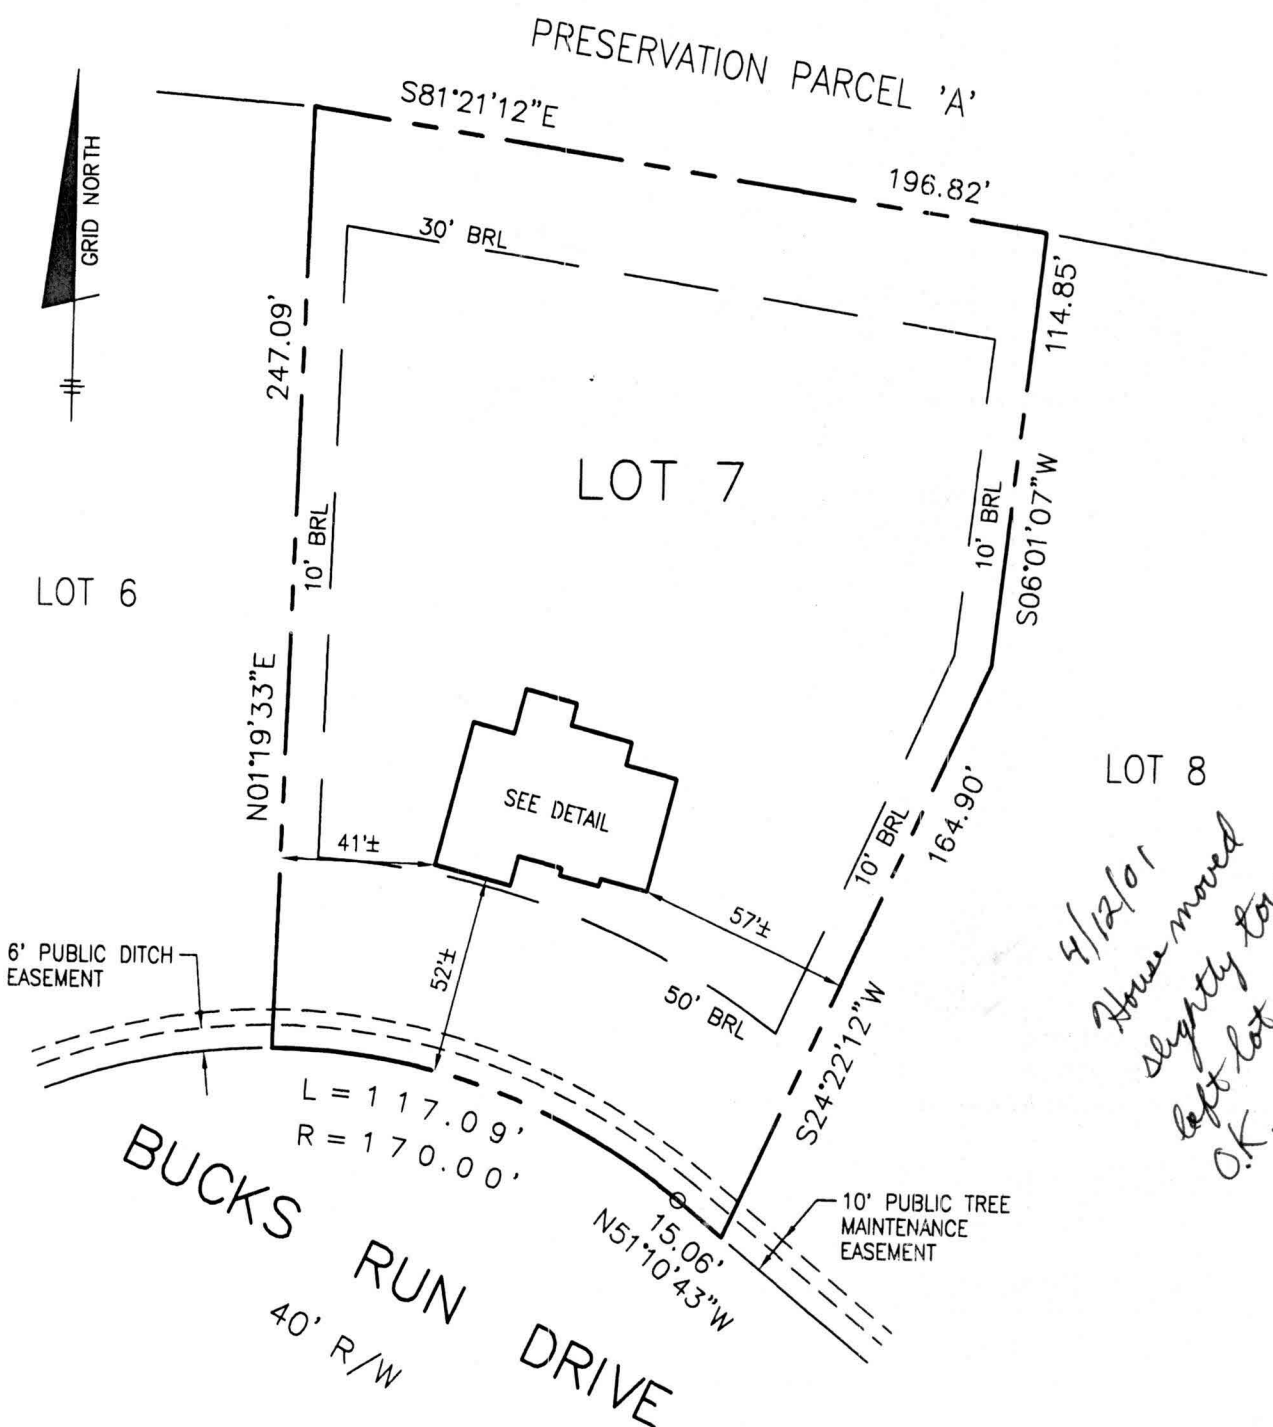 PRESERVATION PARCEL 'A'
S81°21'12"E
196.82'
GRID NORTH
30' BRL
247.09'
114.85'
LOT 7
10' BRL
10' BRL
S06°01'07"W
LOT 6
N01°19'33"E
SEE DETAIL
LOT 8
41'±
10' BRL
164.90'
4/12/01
House moved
slightly
left lot
O.K.
57'±
52'±
6' PUBLIC DITCH
EASEMENT
50' BRL
S24°22'12"W
L = 117.09'
R = 170.00'
15.06'
N51°10'43"W
10' PUBLIC TREE
MAINTENANCE
EASEMENT
BUCKS RUN DRIVE
40' R/W